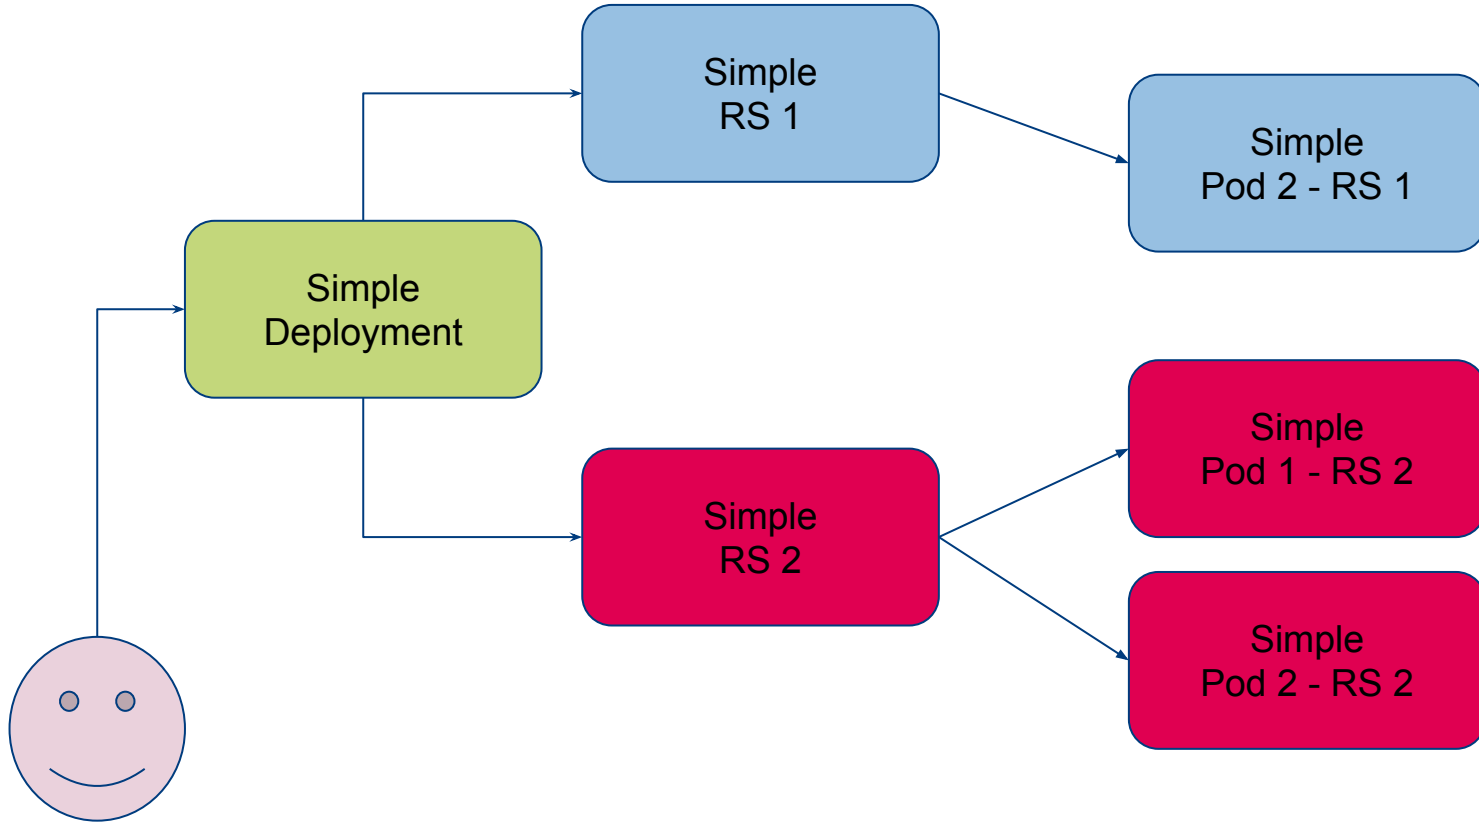 Simple
RS 1
Simple
Pod 2 - RS 1
Simple
Deployment
Simple
Pod 1 - RS 2
Simple
RS 2
Simple
Pod 2 - RS 2